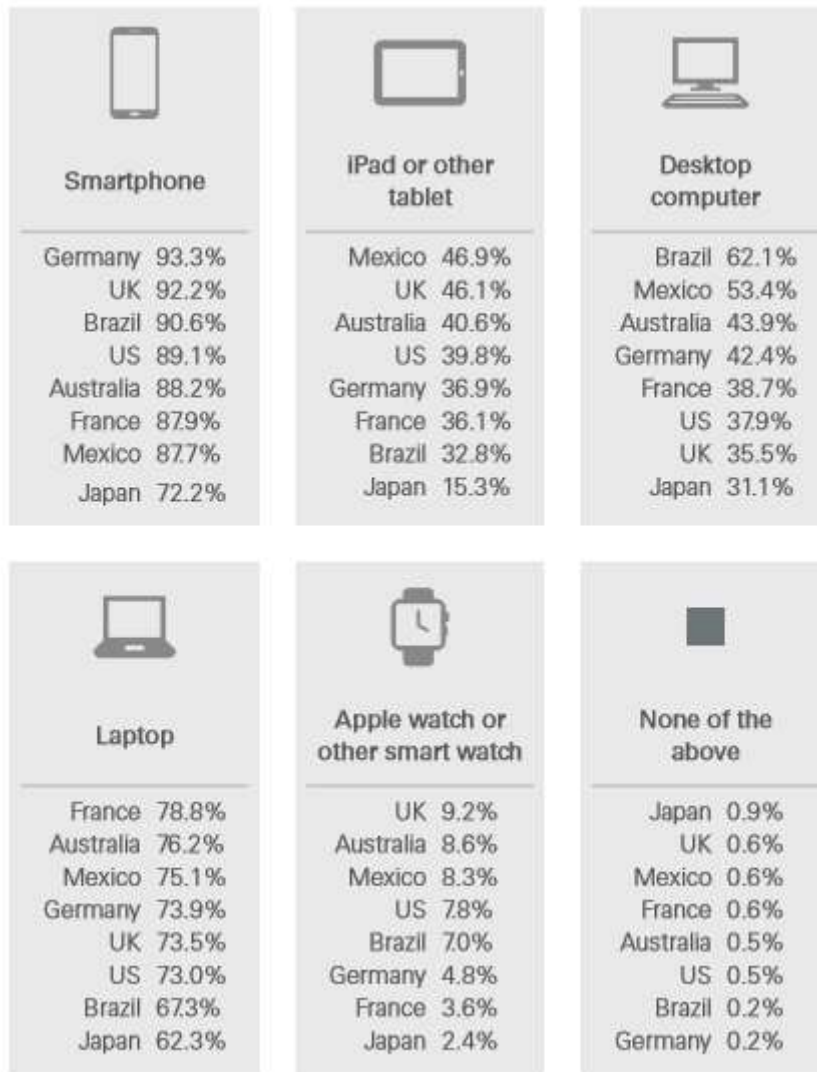 Smartphone
Germany 93.3%
UK 92.2%
Brazil 90.6%
US 89.1%
Australia 88.2%
France 87.9%
Mexico 87.7%
Japan 72.2%
iPad or other
tablet
Mexico 46.9%
UK 46.1%
Australia 40.6%
US 39.8%
Germany 36.9%
France 36.1%
Brazil 32.8%
Japan 15.3%
Desktop
computer
Brazil 62.1%
Mexico 53.4%
Australia 43.9%
Germany 42.4%
France 38.7%
US 37.9%
UK 35.5%
Japan 31.1%
Laptop
France 78.8%
Australia 76.2%
Mexico 75.1%
Germany 73.9%
UK 73.5%
US 73.0%
Brazil 67.3%
Japan 62.3%
Apple watch or
other smart watch
UK 9.2%
Australia 8.6%
Mexico 8.3%
US 7.8%
Brazil 7.0%
Germany 4.8%
France 3.6%
Japan 2.4%
None of the
above
Japan 0.9%
UK 0.6%
Mexico 0.6%
France 0.6%
Australia 0.5%
US 0.5%
Brazil 0.2%
Germany 0.2%